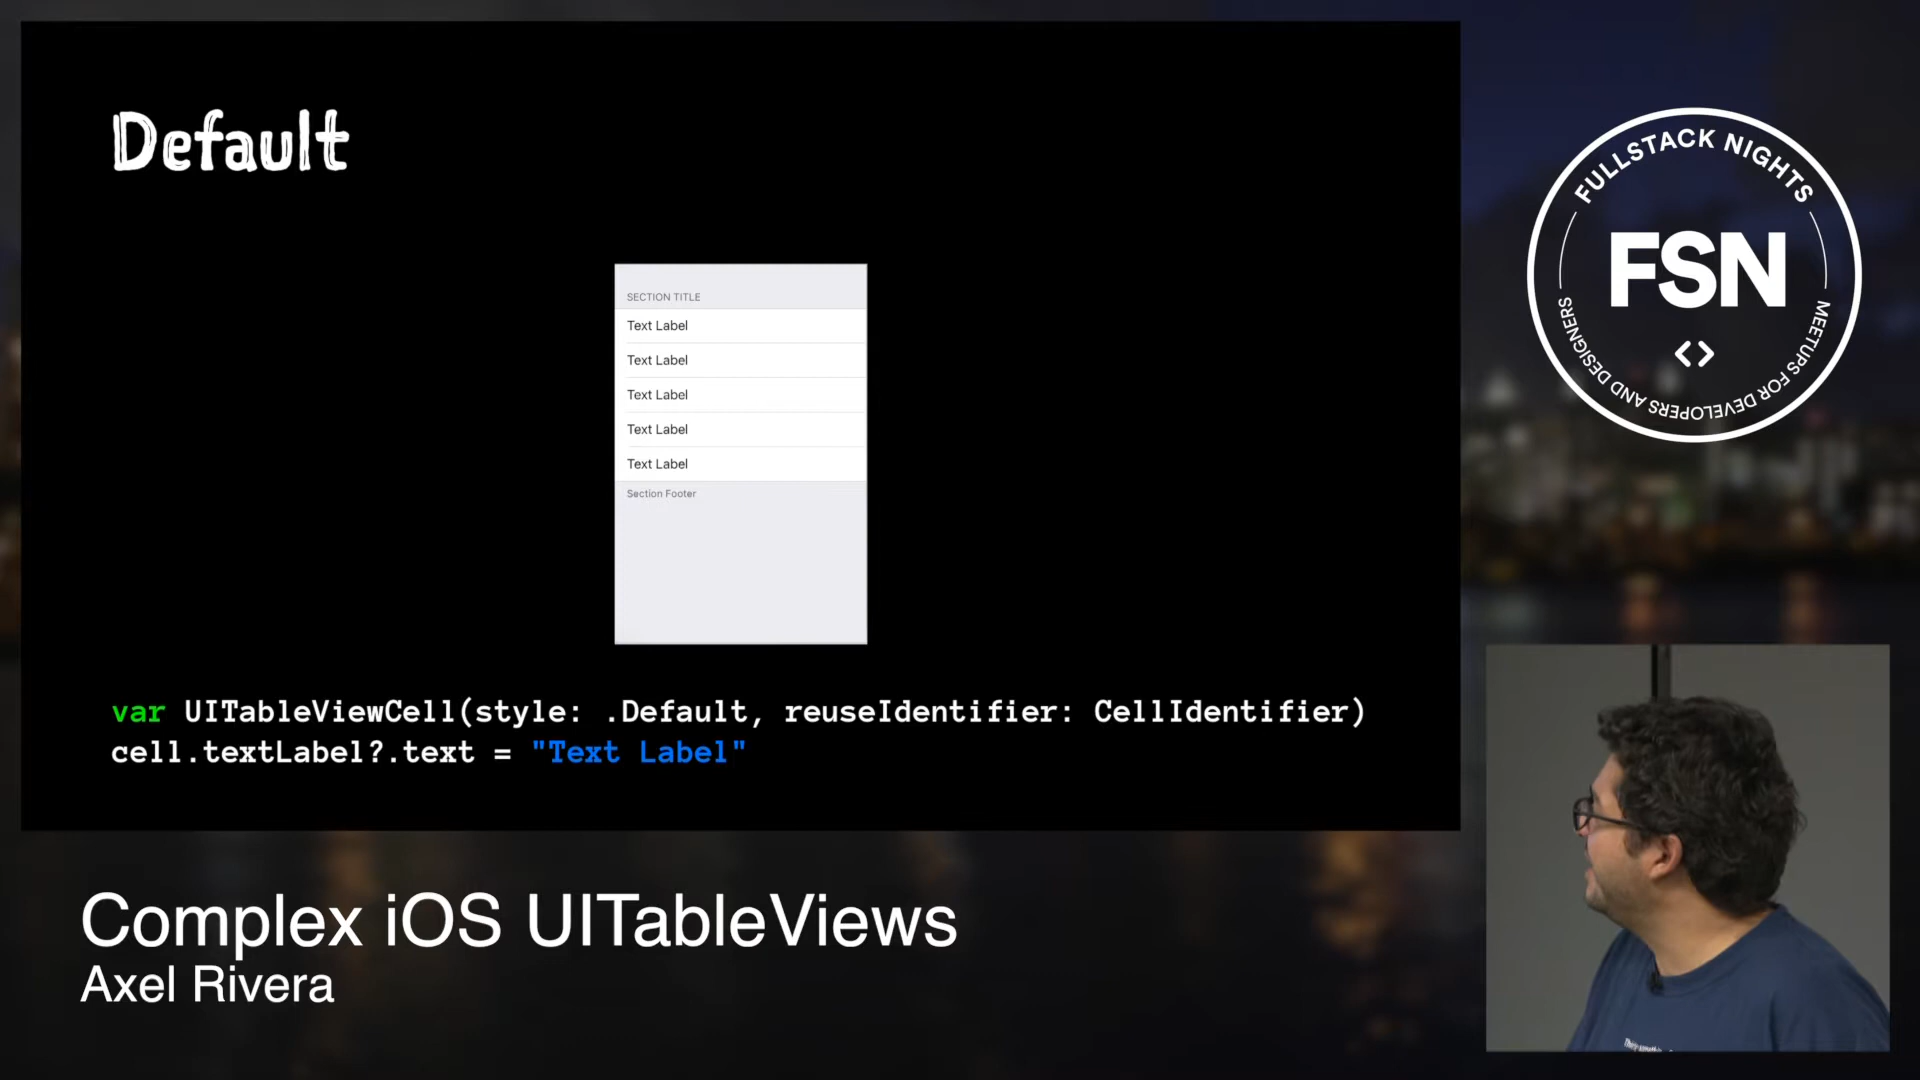 Default
SECTION TITLE
Text Label
Text Label
Text Label
Text Label
Text Label
Section Footer
var UITableViewCell(style: .Default, reuseIdentifier: CellIdentifier)
cell.textLabel?.text = "Text Label"
FULLSTACK NIGHTS
FSN
<>
MEETUPS FOR DEVELOPERS AND DESIGNERS
Complex iOS UITableViews
Axel Rivera